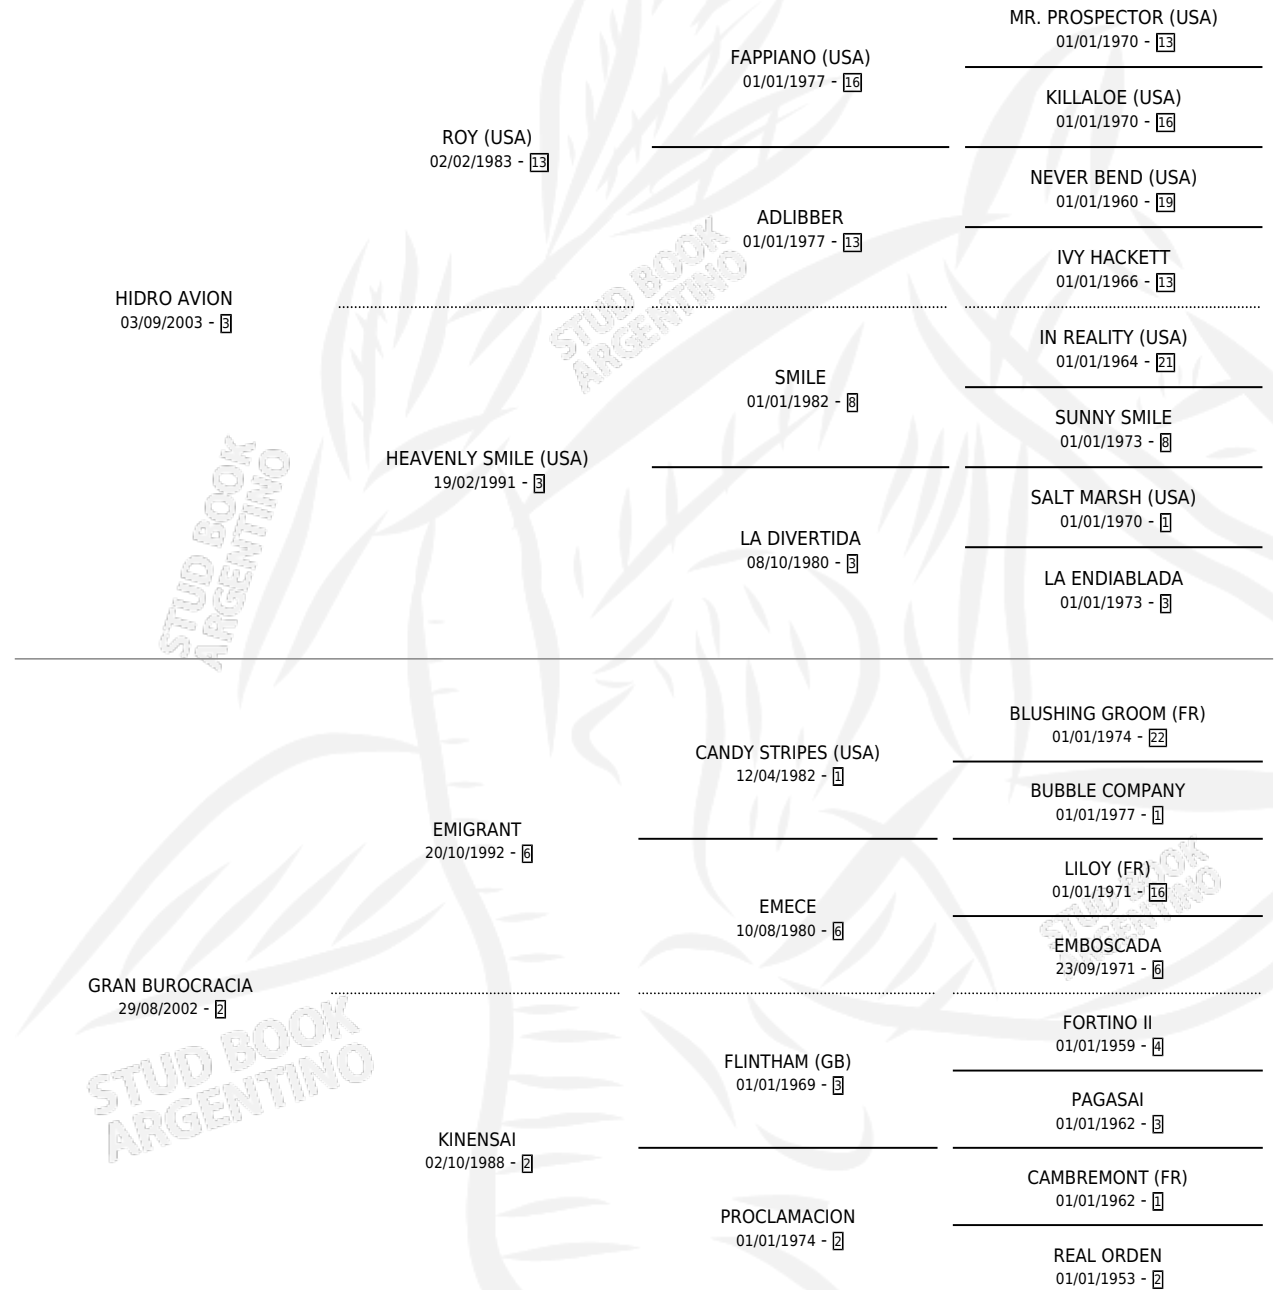 MR. PROSPECTOR (USA)
01/01/1970 - 13
FAPPIANO (USA)
01/01/1977 - 16
KILLALOE (USA)
01/01/1970 - 16
ROY (USA)
02/02/1983 - 13
NEVER BEND (USA)
01/01/1960 - 19
ADLIBBER
01/01/1977 - 13
IVY HACKETT
01/01/1966 - 13
HIDRO AVION
03/09/2003 - 3
IN REALITY (USA)
01/01/1964 - 21
SMILE
01/01/1982 - 8
SUNNY SMILE
01/01/1973 - 8
HEAVENLY SMILE (USA)
19/02/1991 - 3
SALT MARSH (USA)
01/01/1970 - 1
LA DIVERTIDA
08/10/1980 - 3
LA ENDIABLADA
01/01/1973 - 3
STUD BOOK
ARGENTINO
STUD BOOK
ARGENTINO
BLUSHING GROOM (FR)
01/01/1974 - 22
CANDY STRIPES (USA)
12/04/1982 - 1
BUBBLE COMPANY
01/01/1977 - 1
EMIGRANT
20/10/1992 - 6
LILOY (FR)
01/01/1971 - 16
EMECE
10/08/1980 - 6
EMBOSCADA
23/09/1971 - 6
GRAN BUROCRACIA
29/08/2002 - 2
FORTINO II
01/01/1959 - 4
FLINTHAM (GB)
01/01/1969 - 3
PAGASAI
01/01/1962 - 3
KINENSAI
02/10/1988 - 2
CAMBREMONT (FR)
01/01/1962 - 1
PROCLAMACION
01/01/1974 - 2
REAL ORDEN
01/01/1953 - 2
STUD BOOK
ARGENTINO
STUD BOOK
ARGENTINO